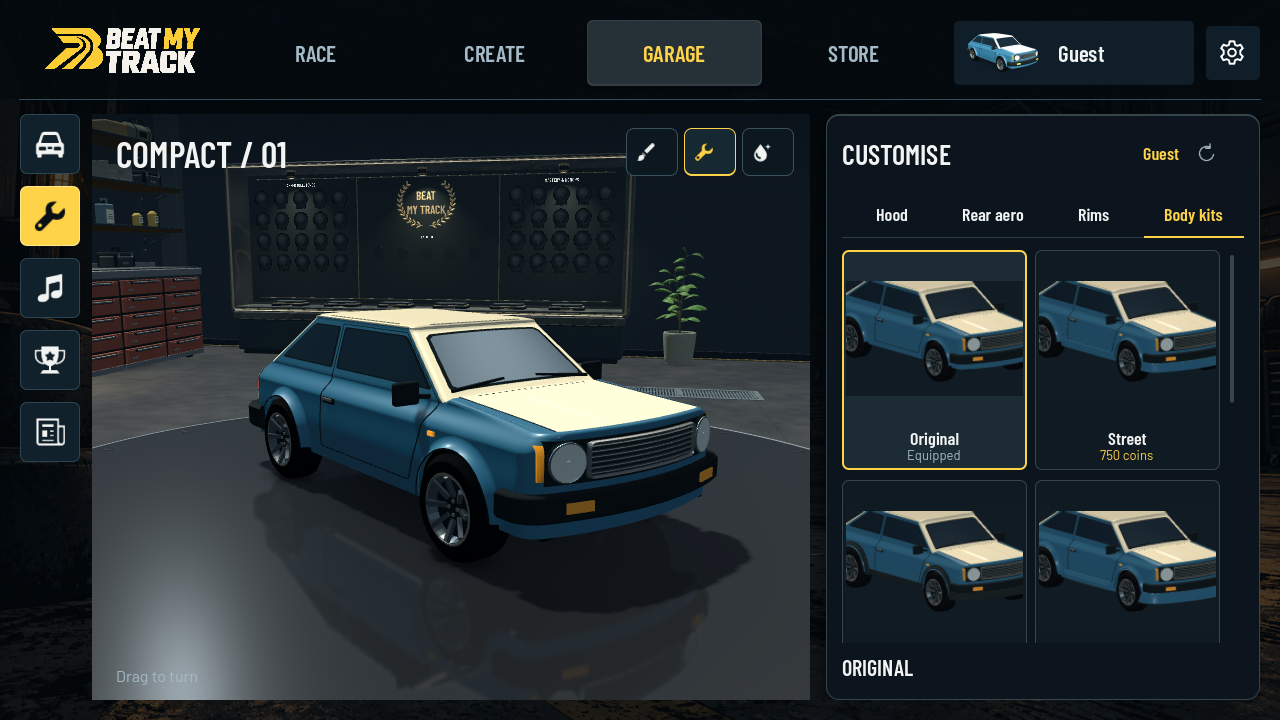 BEAT MY
TRACK
RACE
CREATE
GARAGE
STORE
Guest
COMPACT / 01
BEAT
MY TRACK
Drag to turn
CUSTOMISE
Guest
Hood
Rear aero
Rims
Body kits
Original
Equipped
Street
750 coins
ORIGINAL